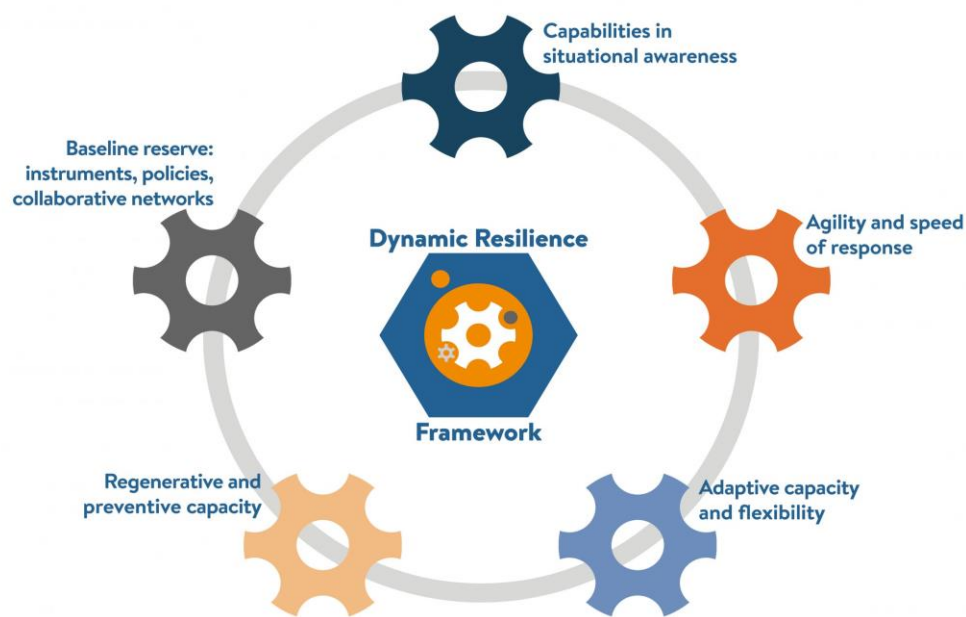 Capabilities in
situational awareness
Baseline reserve:
instruments, policies,
collaborative networks
Agility and speed
of response
Dynamic Resilience
Framework
Regenerative and
preventive capacity
Adaptive capacity
and flexibility